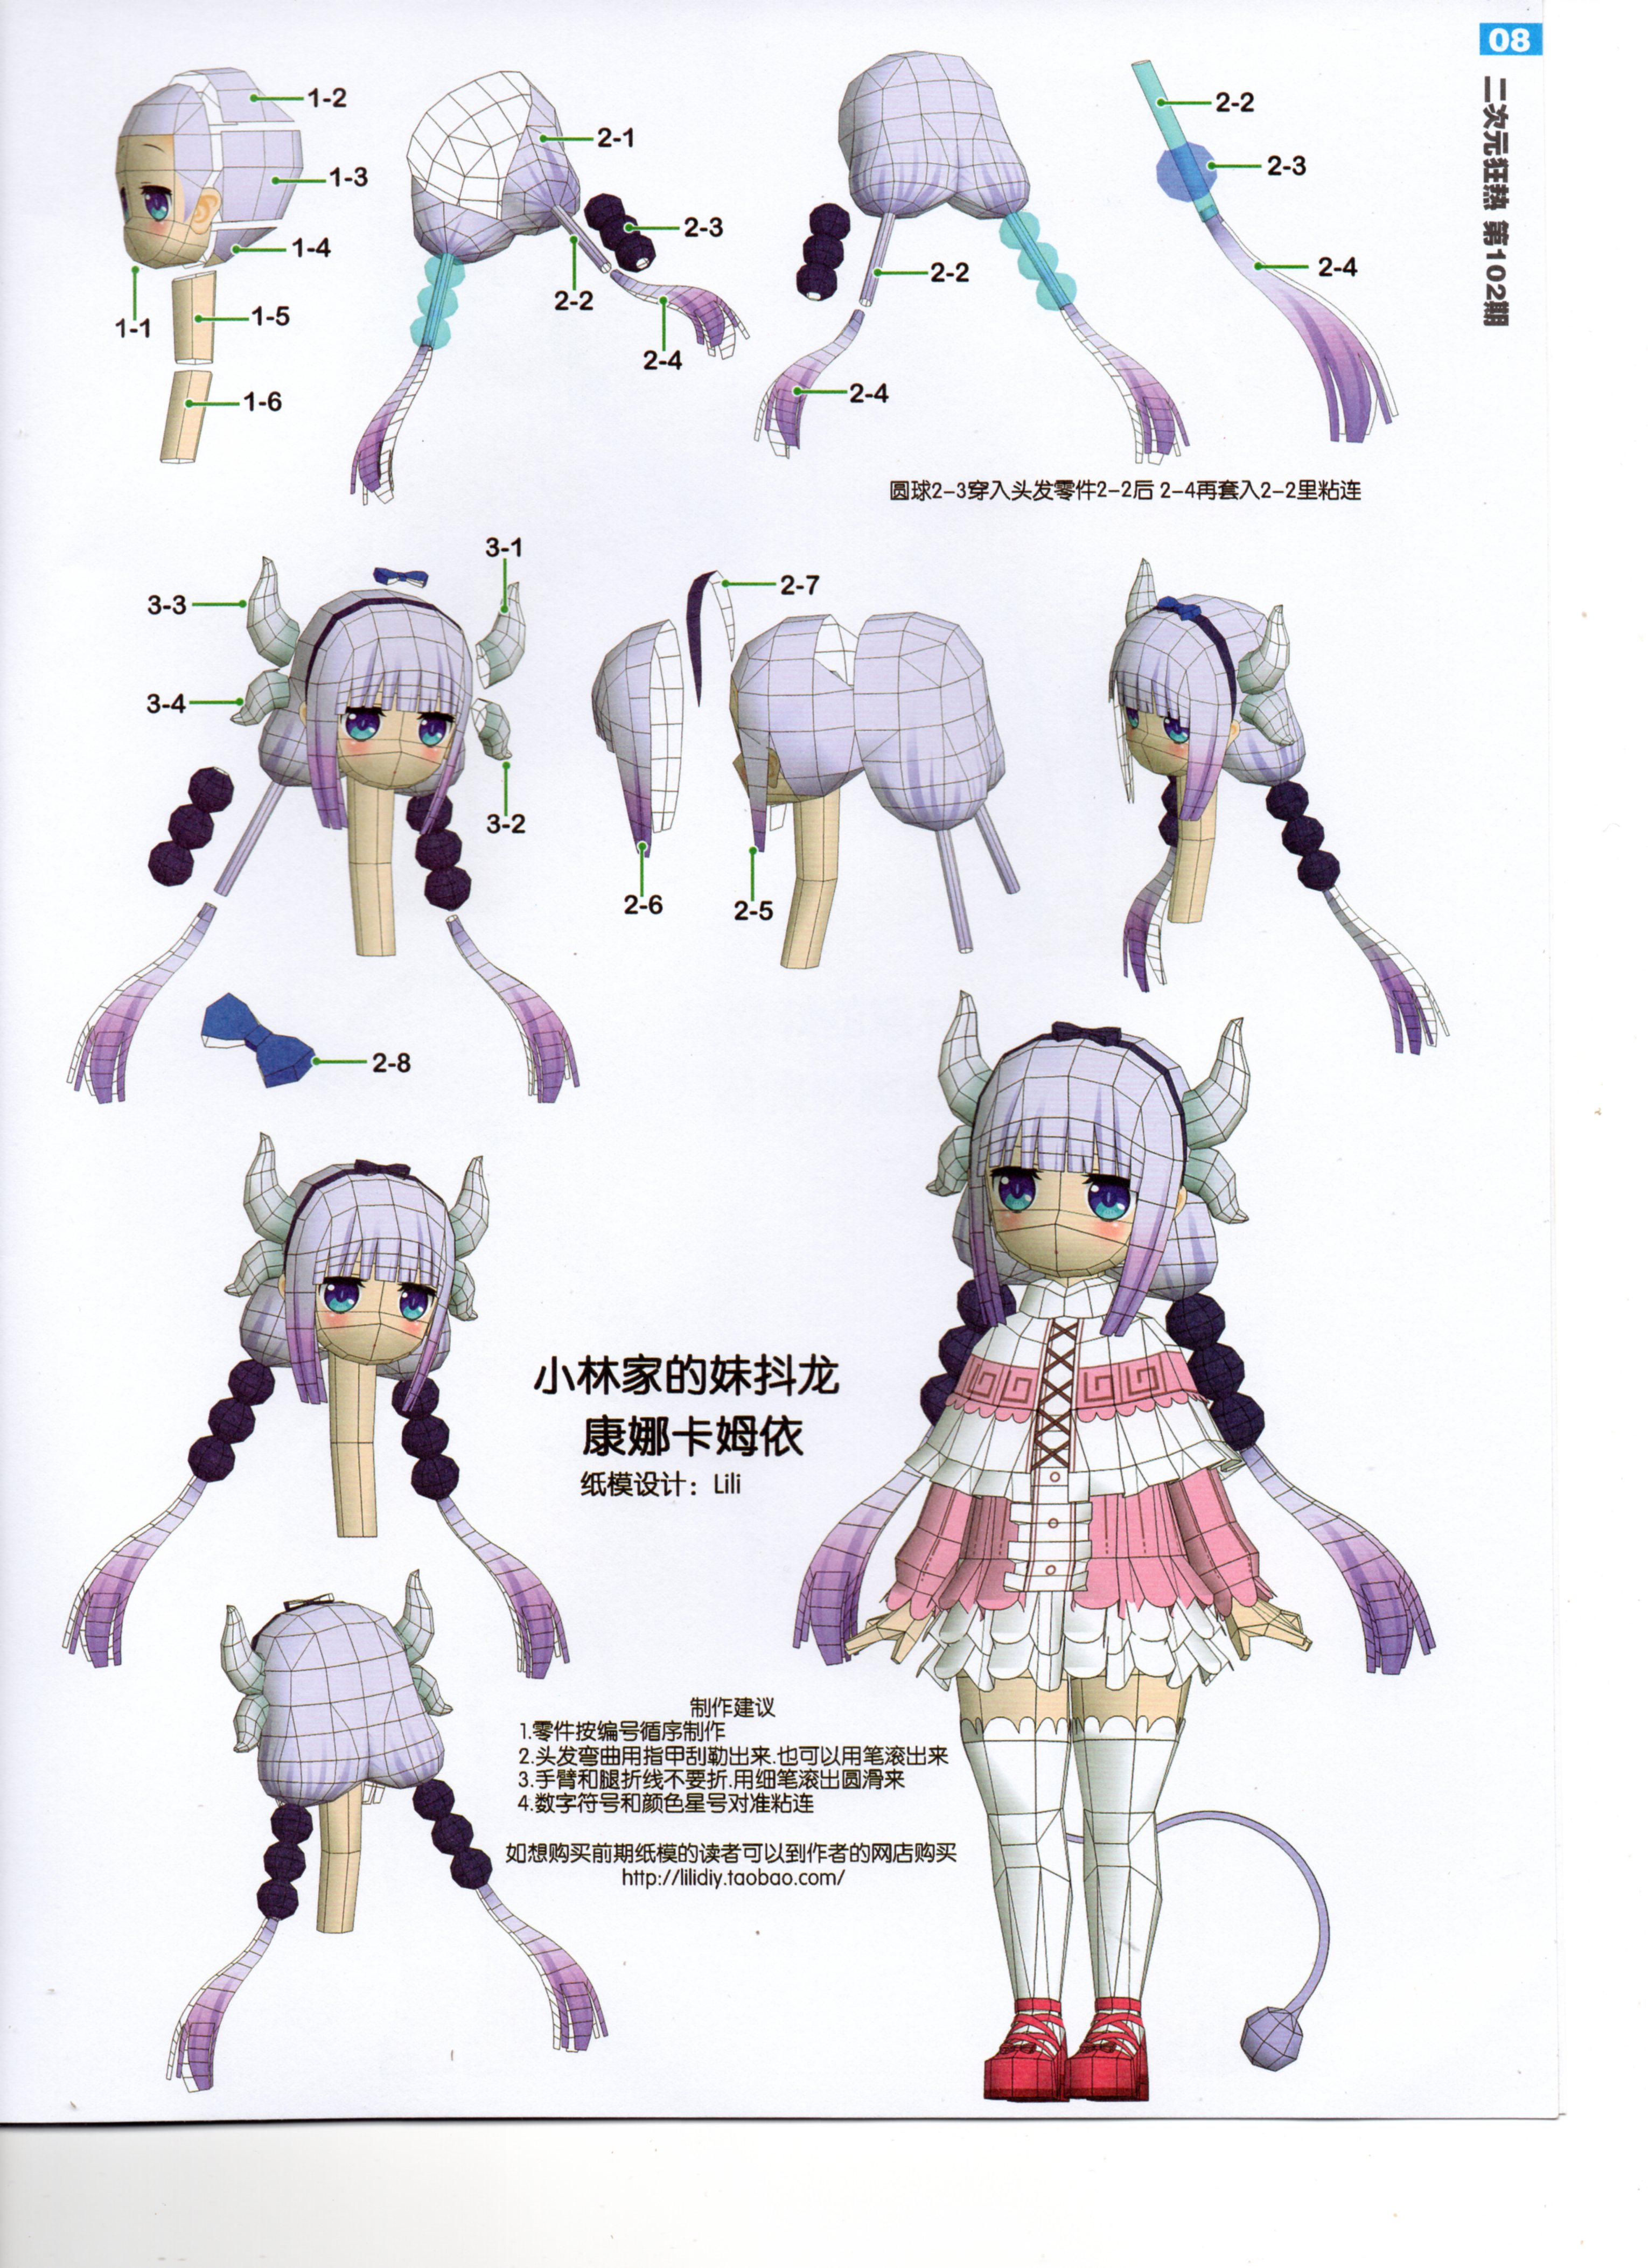 08
二次元狂热 第102期
1-2
1-3
1-4
1-1
1-5
1-6
2-1
2-3
2-2
2-4
2-2
2-4
2-2
2-3
2-4
圆球2-3穿入头发零件2-2后 2-4再套入2-2里粘连
3-1
3-3
3-4
3-2
2-7
2-6
2-5
2-8
小林家的妹抖龙
康娜卡姆依
纸模设计：Lili
制作建议
1.零件按编号循序制作
2.头发弯曲用指甲刮勒出来.也可以用笔滚出来
3.手臂和腿折线不要折.用细笔滚出圆滑来
4.数字符号和颜色星号对准粘连
如想购买前期纸模的读者可以到作者的网店购买
http://lilidiy.taobao.com/